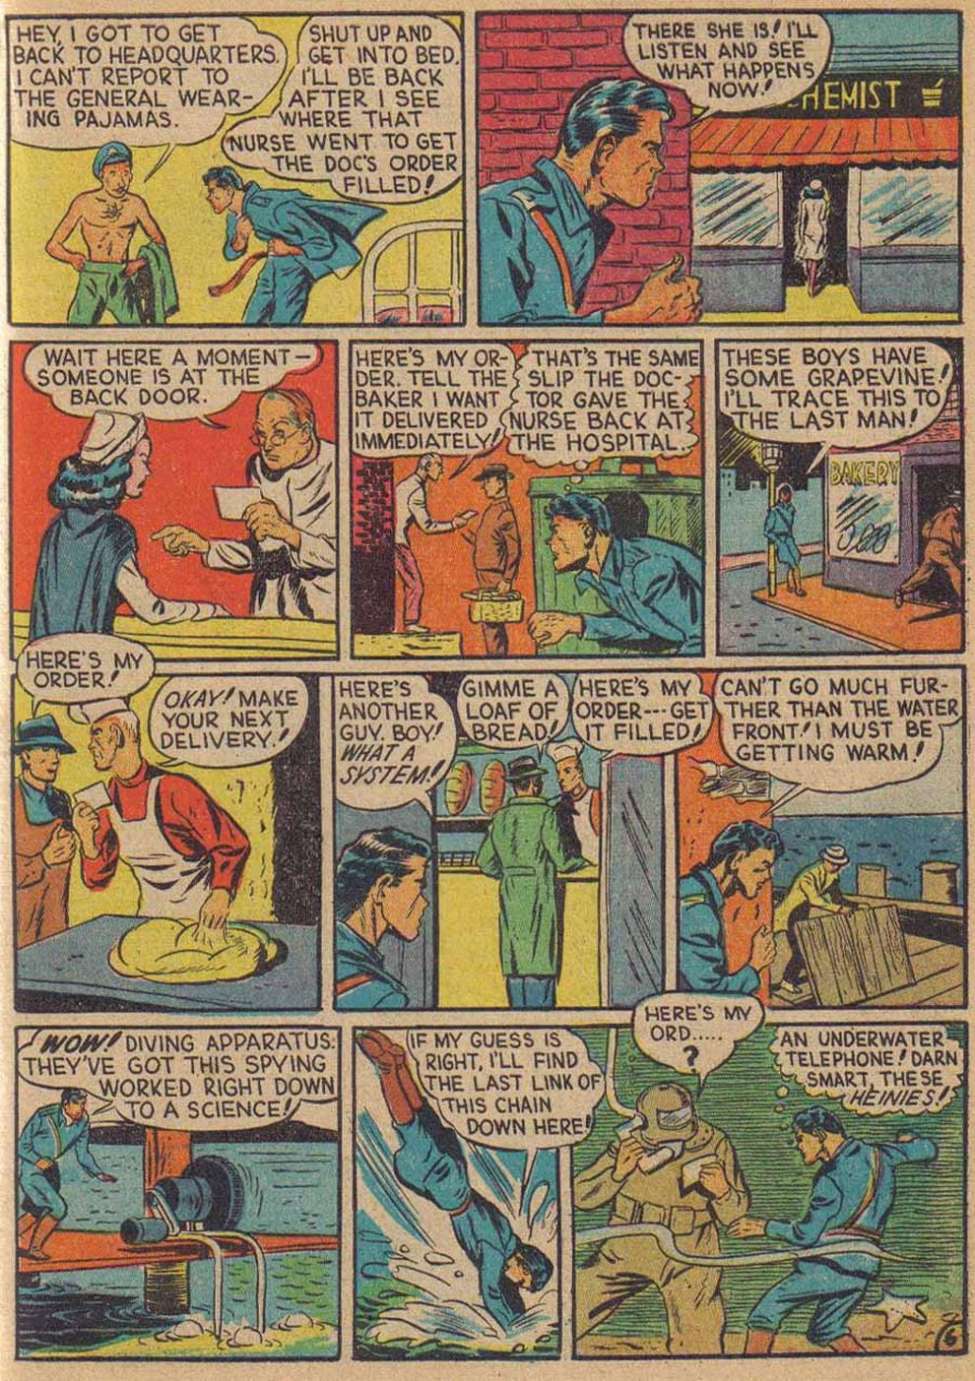 HEY, I GOT TO GET
BACK TO HEADQUARTERS.
I CAN'T REPORT TO
THE GENERAL WEAR-
ING PAJAMAS.
SHUT UP AND
GET INTO BED.
I'LL BE BACK
AFTER I SEE
WHERE THAT
NURSE WENT TO GET
THE DOC'S ORDER
FILLED!
THERE SHE IS! I'LL
LISTEN AND SEE
WHAT HAPPENS
NOW!
HEMIST
WAIT HERE A MOMENT—
SOMEONE IS AT THE
BACK DOOR.
HERE'S MY OR-
DER. TELL THE
BAKER I WANT
IT DELIVERED
IMMEDIATELY!
THAT'S THE SAME
SLIP THE DOC-
TOR GAVE THE
NURSE BACK AT
THE HOSPITAL.
THESE BOYS HAVE
SOME GRAPEVINE!
I'LL TRACE THIS TO
THE LAST MAN!
BAKERY
HERE'S MY
ORDER!
OKAY! MAKE
YOUR NEXT
DELIVERY!
HERE'S
ANOTHER
GUY. BOY!
WHAT A
SYSTEM!
GIMME A
LOAF OF
BREAD!
HERE'S MY
ORDER---GET
IT FILLED!
CAN'T GO MUCH FUR-
THER THAN THE WATER
FRONT! I MUST BE
GETTING WARM!
WOW! DIVING APPARATUS:
THEY'VE GOT THIS SPYING
WORKED RIGHT DOWN
TO A SCIENCE!
IF MY GUESS IS
RIGHT, I'LL FIND
THE LAST LINK OF
THIS CHAIN
DOWN HERE!
HERE'S MY
ORD.....
?
AN UNDERWATER
TELEPHONE! DARN
SMART, THESE
HEINIES!
6